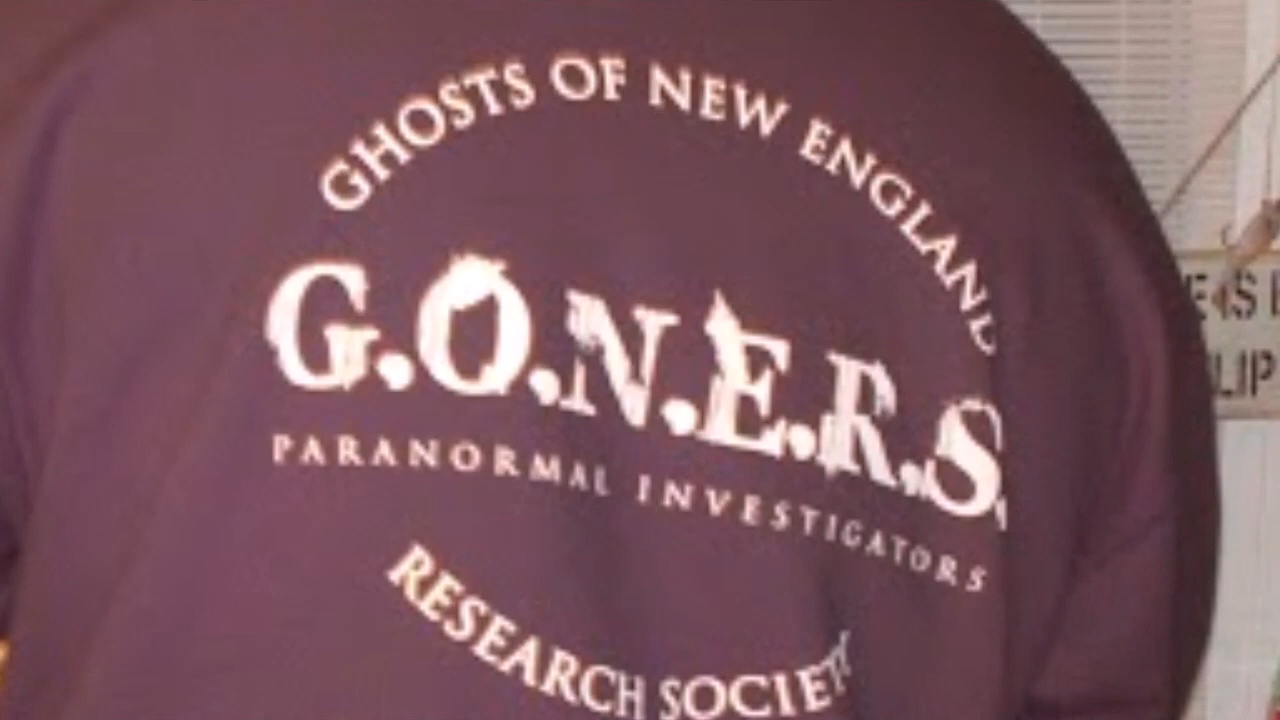 GHOSTS OF NEW ENGLAND
G.O.N.E.R.S.
PARANORMAL INVESTIGATORS
RESEARCH SOCIETY